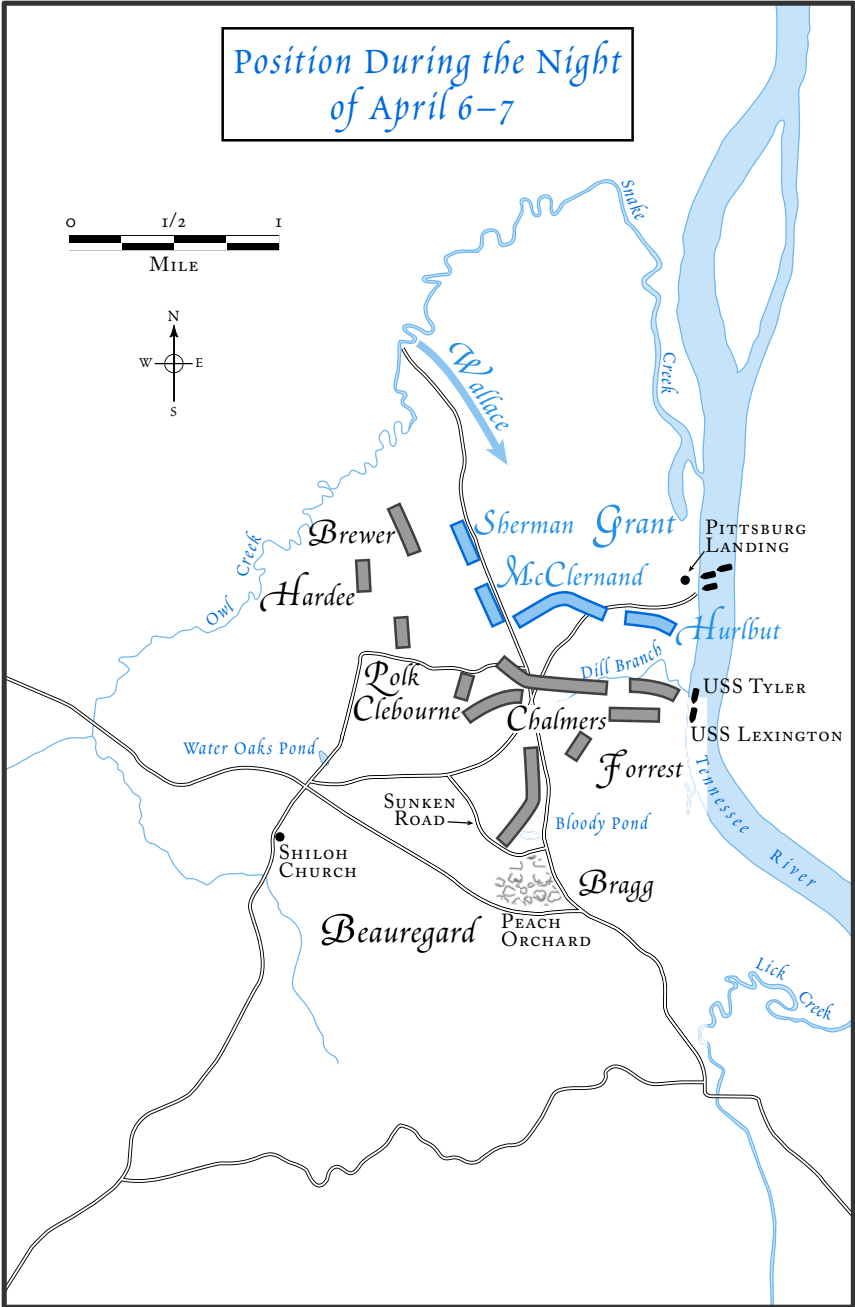 Position During the Night
of April 6–7
Snake
Creek
0 1/2 1
Mile
N
W E
S
Wallace
Sherman
Grant
Pittsburg
Landing
Brewer
McClernand
Owl
Creek
Hardee
Hurlbut
Dill Branch
Polk
USS Tyler
Clebourne
Chalmers
USS Lexington
Water Oaks Pond
Forrest
Tennessee
River
Sunken
Road
Bloody Pond
Shiloh
Church
Bragg
Peach
Orchard
Beauregard
Lick
Creek